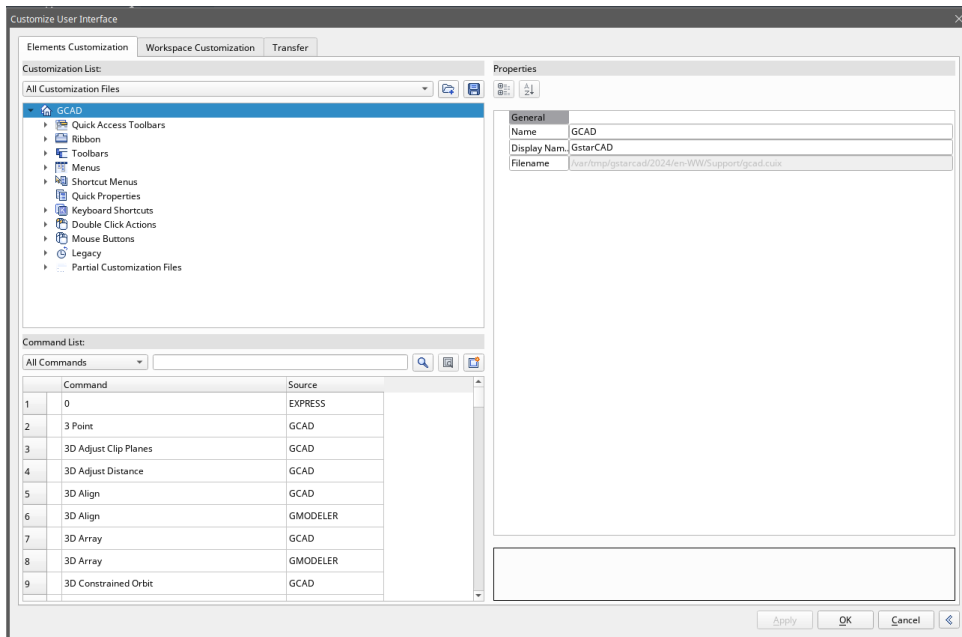 Customize User Interface
Elements Customization
Workspace Customization
Transfer
Customization List:
All Customization Files
GCAD
Quick Access Toolbars
Ribbon
Toolbars
Menus
Shortcut Menus
Quick Properties
Keyboard Shortcuts
Double Click Actions
Mouse Buttons
Legacy
Partial Customization Files
Command List:
All Commands
Command Source
1 0 EXPRESS
2 3 Point GCAD
3 3D Adjust Clip Planes GCAD
4 3D Adjust Distance GCAD
5 3D Align GCAD
6 3D Align GMODELER
7 3D Array GCAD
8 3D Array GMODELER
9 3D Constrained Orbit GCAD
Properties
General
Name GCAD
Display Nam.. GstarCAD
Filename /var/tmp/gstarcad/2024/en-WW/Support/gcad.cuix
Apply OK Cancel